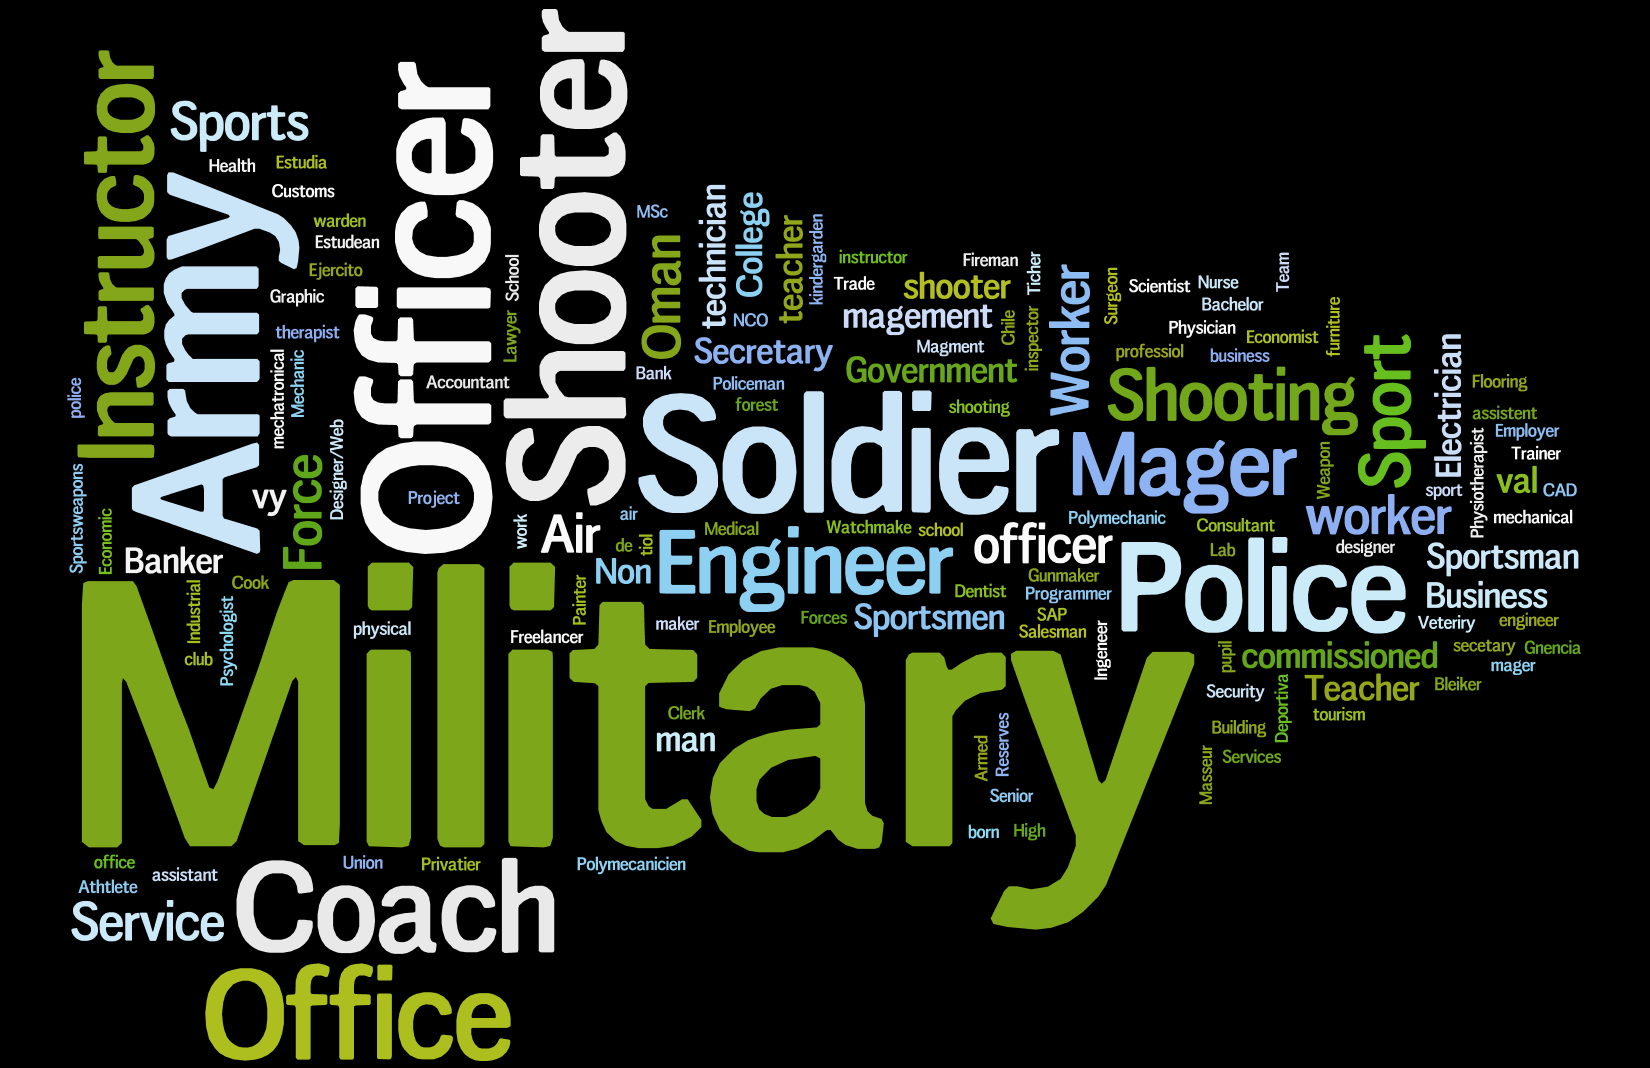 Instructor
Sports
Health
Estudia
Customs
Army
warden
Estudean
Ejercito
Graphic
therapist
mechatronical
Mechanic
police
Sportsweapons
Economic
Banker
vy
Force
Designer/Web
Officer
Project
Accountant
Lawyer
School
Shooter
work
Air
air
MSc
Oman
Bank
technician
College
teacher
kindergarden
NCO
Secretary
Policeman
forest
instructor
Trade
shooter
magement
Magment
Government
shooting
Fireman
Ticher
Chile
inspector
Worker
Surgeon
Scientist
Nurse
Team
Bachelor
Physician
Economist
furniture
professiol
business
Shooting
Sport
Electrician
Flooring
assistent
Employer
Trainer
Physiotherapist
val
CAD
sport
mechanical
Weapon
Soldier
Mager
worker
Polymechanic
Consultant
designer
Sportsman
Lab
de
tiol
Non
Medical
Watchmake
school
Engineer
officer
Gunmaker
Programmer
Dentist
SAP
Salesman
Police
Business
Veteriry
engineer
Industrial
Cook
Psychologist
club
physical
Painter
Freelancer
maker
Employee
Forces
Sportsmen
Ingeneer
pupil
commissioned
secetary
Gnencia
mager
Security
Deportiva
Teacher
Bleiker
tourism
Building
Services
Masseur
Military
Clerk
man
Armed
Reserves
Senior
born
High
office
Athtlete
assistant
Union
Privatier
Polymecanicien
Service
Coach
Office